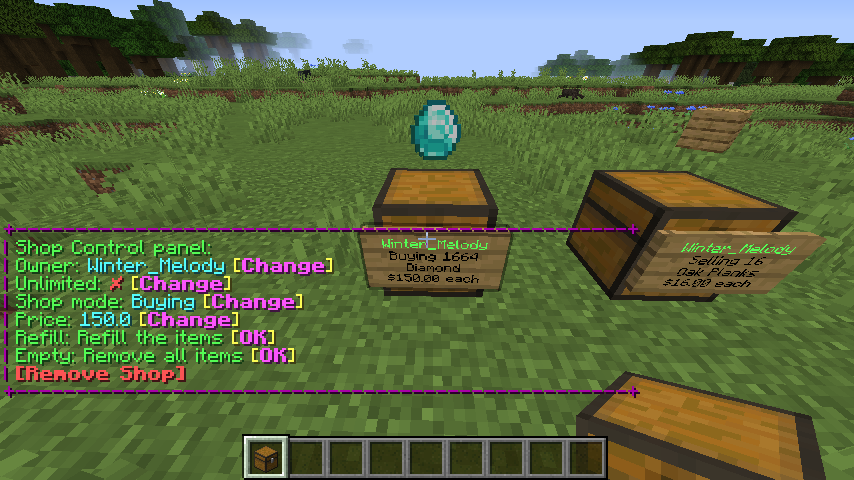 Shop Control panel:
Owner: Winter_Melody [Change]
Unlimited: ✘ [Change]
Shop mode: Buying [Change]
Price: 150.0 [Change]
Refill: Refill the items [OK]
Empty: Remove all items [OK]
[Remove Shop]
Winter_Melody
Buying 1664
Diamond
$150.00 each
Winter_Melody
Selling 16
Oak Planks
$16.00 each